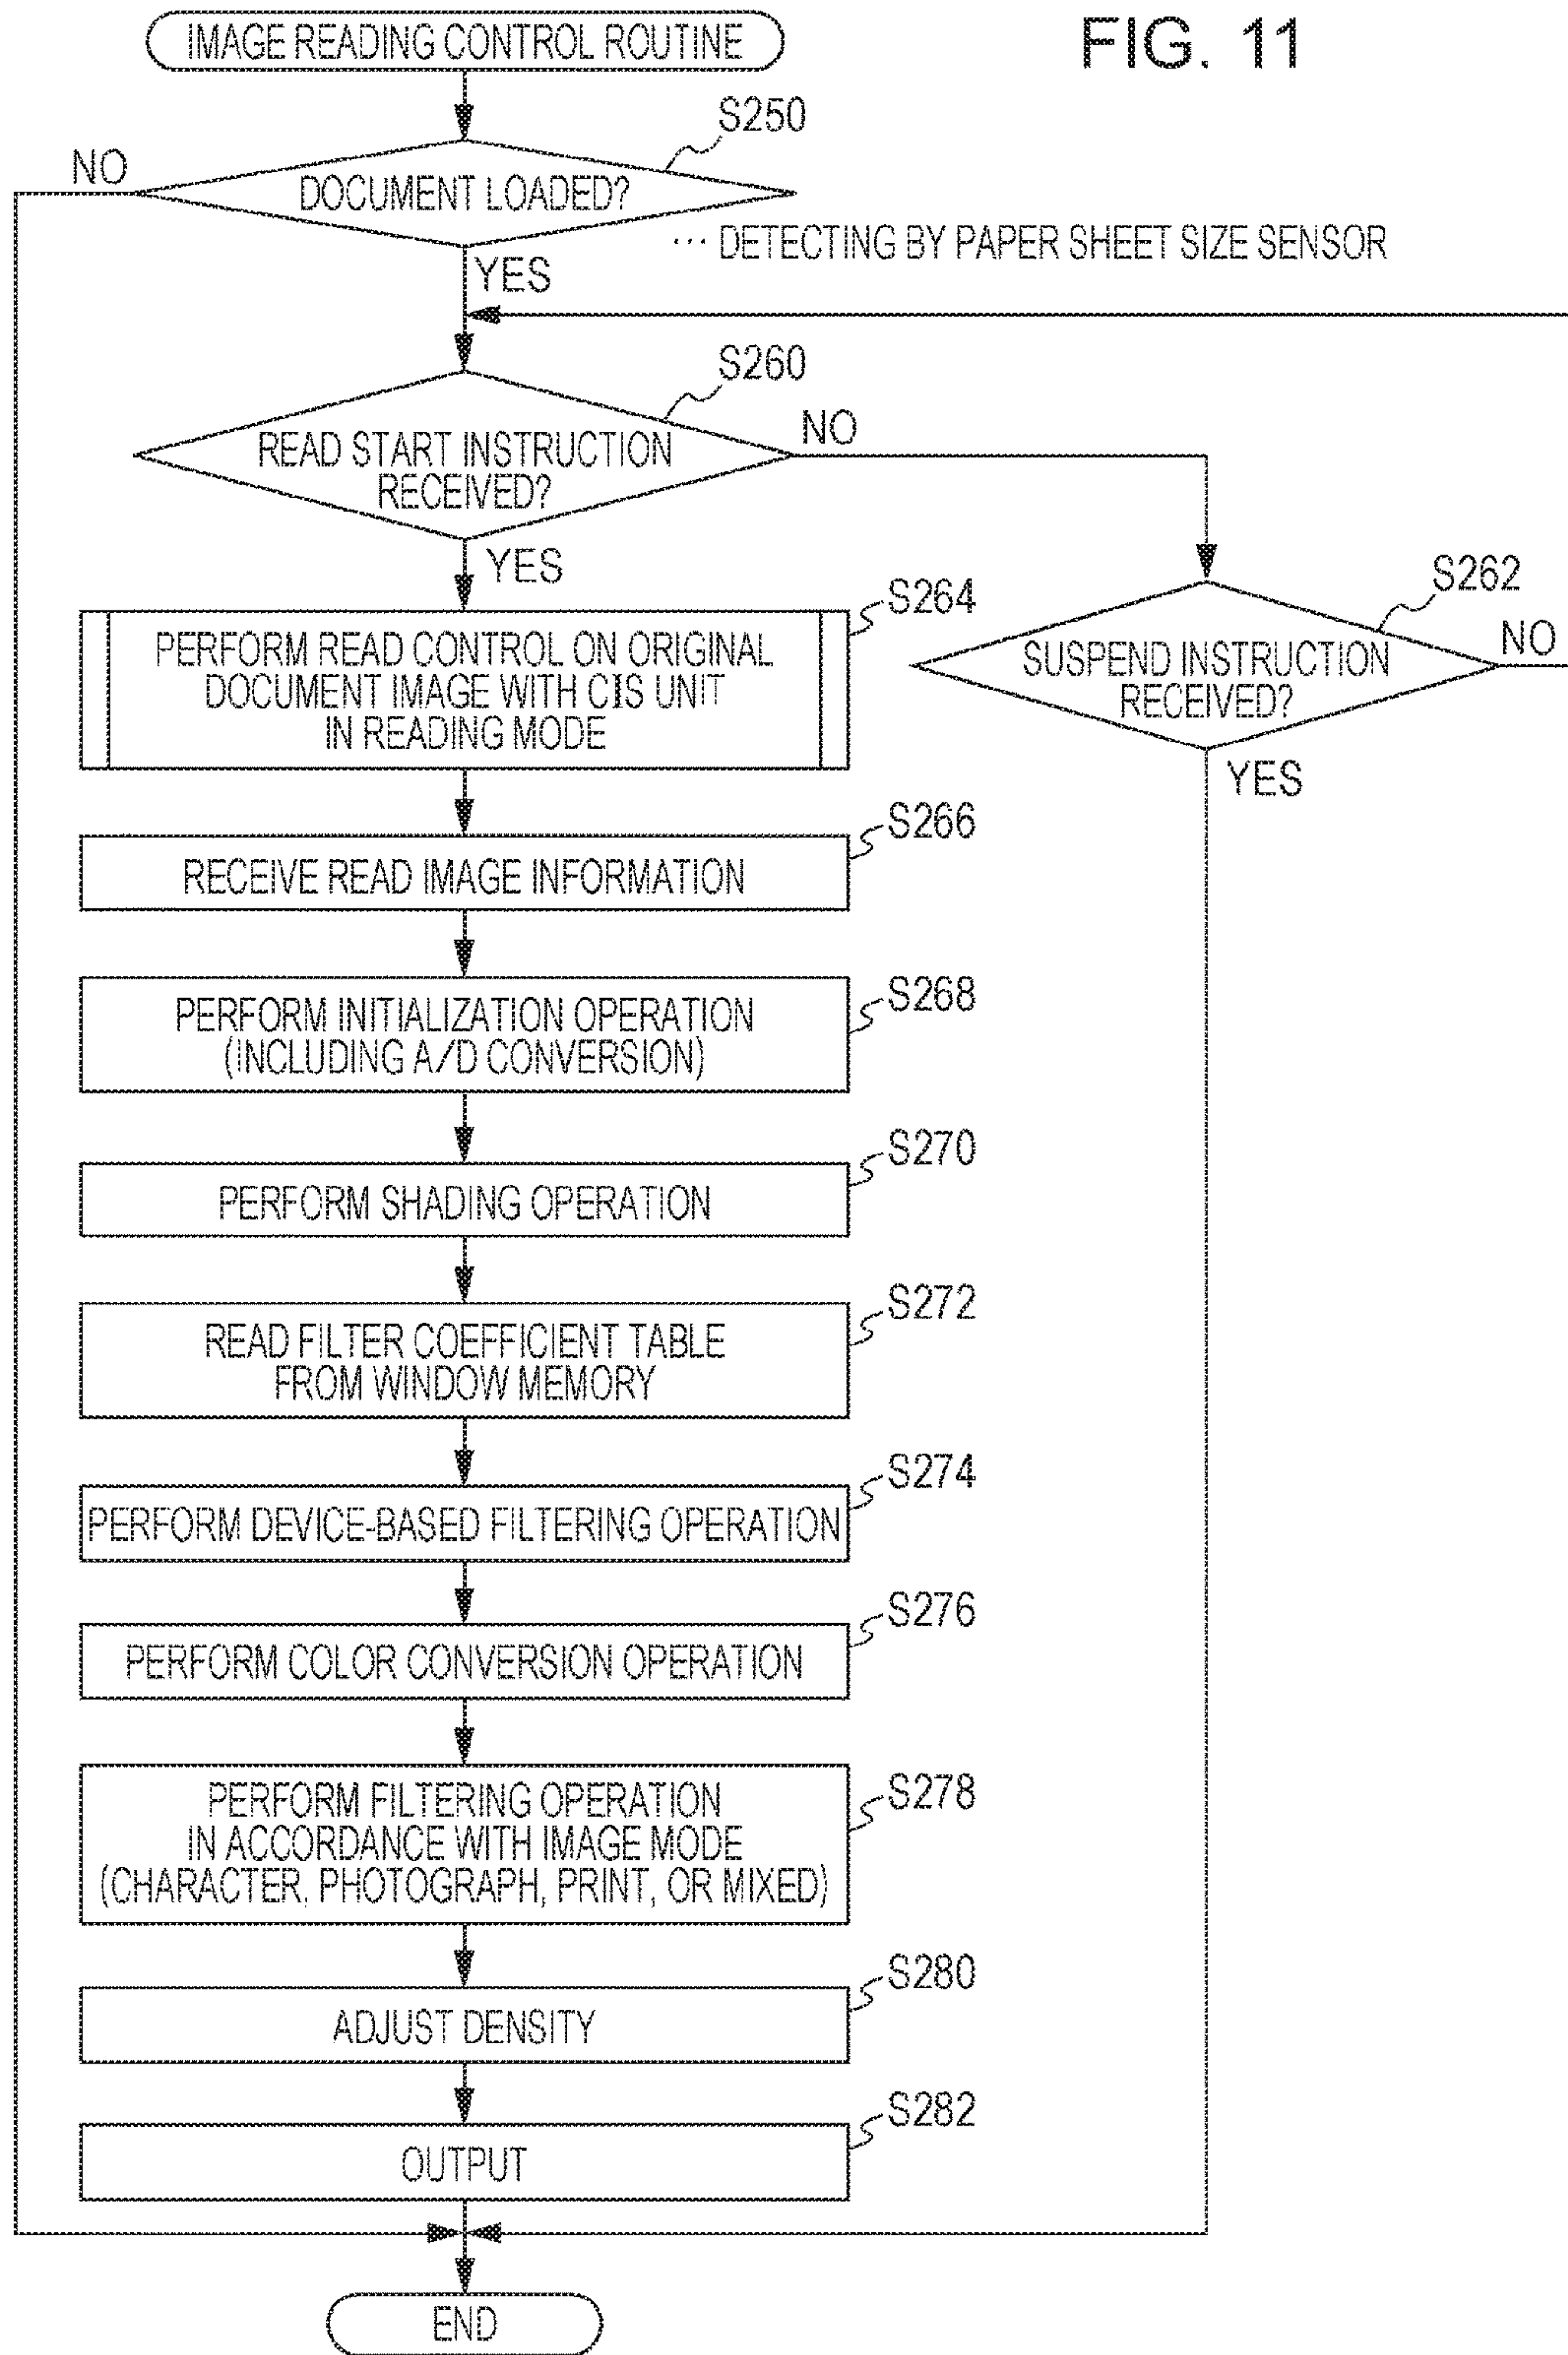 FIG. 11
IMAGE READING CONTROL ROUTINE
S250
NO
DOCUMENT LOADED?
··· DETECTING BY PAPER SHEET SIZE SENSOR
YES
S260
READ START INSTRUCTION
RECEIVED?
NO
YES
S262
SUSPEND INSTRUCTION
RECEIVED?
NO
YES
S264
PERFORM READ CONTROL ON ORIGINAL
DOCUMENT IMAGE WITH CIS UNIT
IN READING MODE
S266
RECEIVE READ IMAGE INFORMATION
S268
PERFORM INITIALIZATION OPERATION
(INCLUDING A/D CONVERSION)
S270
PERFORM SHADING OPERATION
S272
READ FILTER COEFFICIENT TABLE
FROM WINDOW MEMORY
S274
PERFORM DEVICE-BASED FILTERING OPERATION
S276
PERFORM COLOR CONVERSION OPERATION
S278
PERFORM FILTERING OPERATION
IN ACCORDANCE WITH IMAGE MODE
(CHARACTER, PHOTOGRAPH, PRINT, OR MIXED)
S280
ADJUST DENSITY
S282
OUTPUT
END